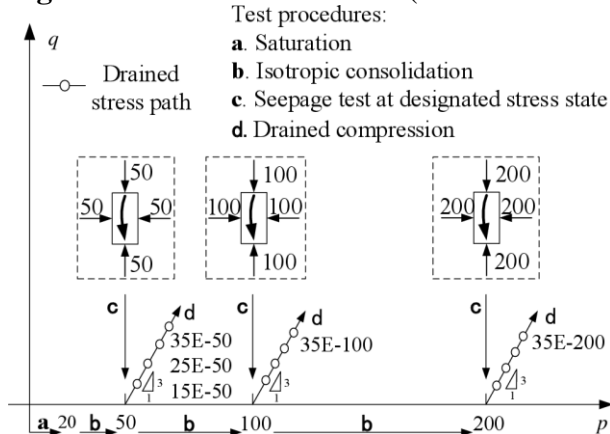 Test procedures:
a. Saturation
b. Isotropic consolidation
c. Seepage test at designated stress state
d. Drained compression
q
Drained
stress path
50
50 50
50
100
100 100
100
200
200 200
200
c d
35E-50
25E-50
15E-50
3
1
c d
35E-100
3
1
c d
35E-200
3
1
a 20 b 50 b 100 b 200 p